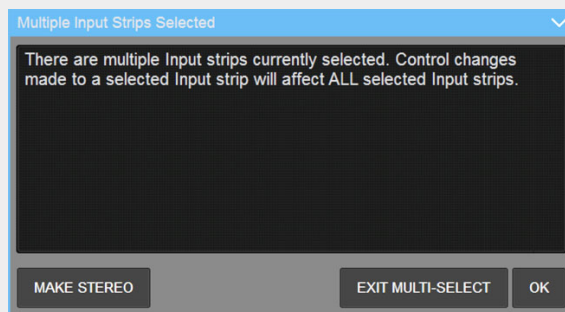 Multiple Input Strips Selected
There are multiple Input strips currently selected. Control changes
made to a selected Input strip will affect ALL selected Input strips.
MAKE STEREO
EXIT MULTI-SELECT
OK